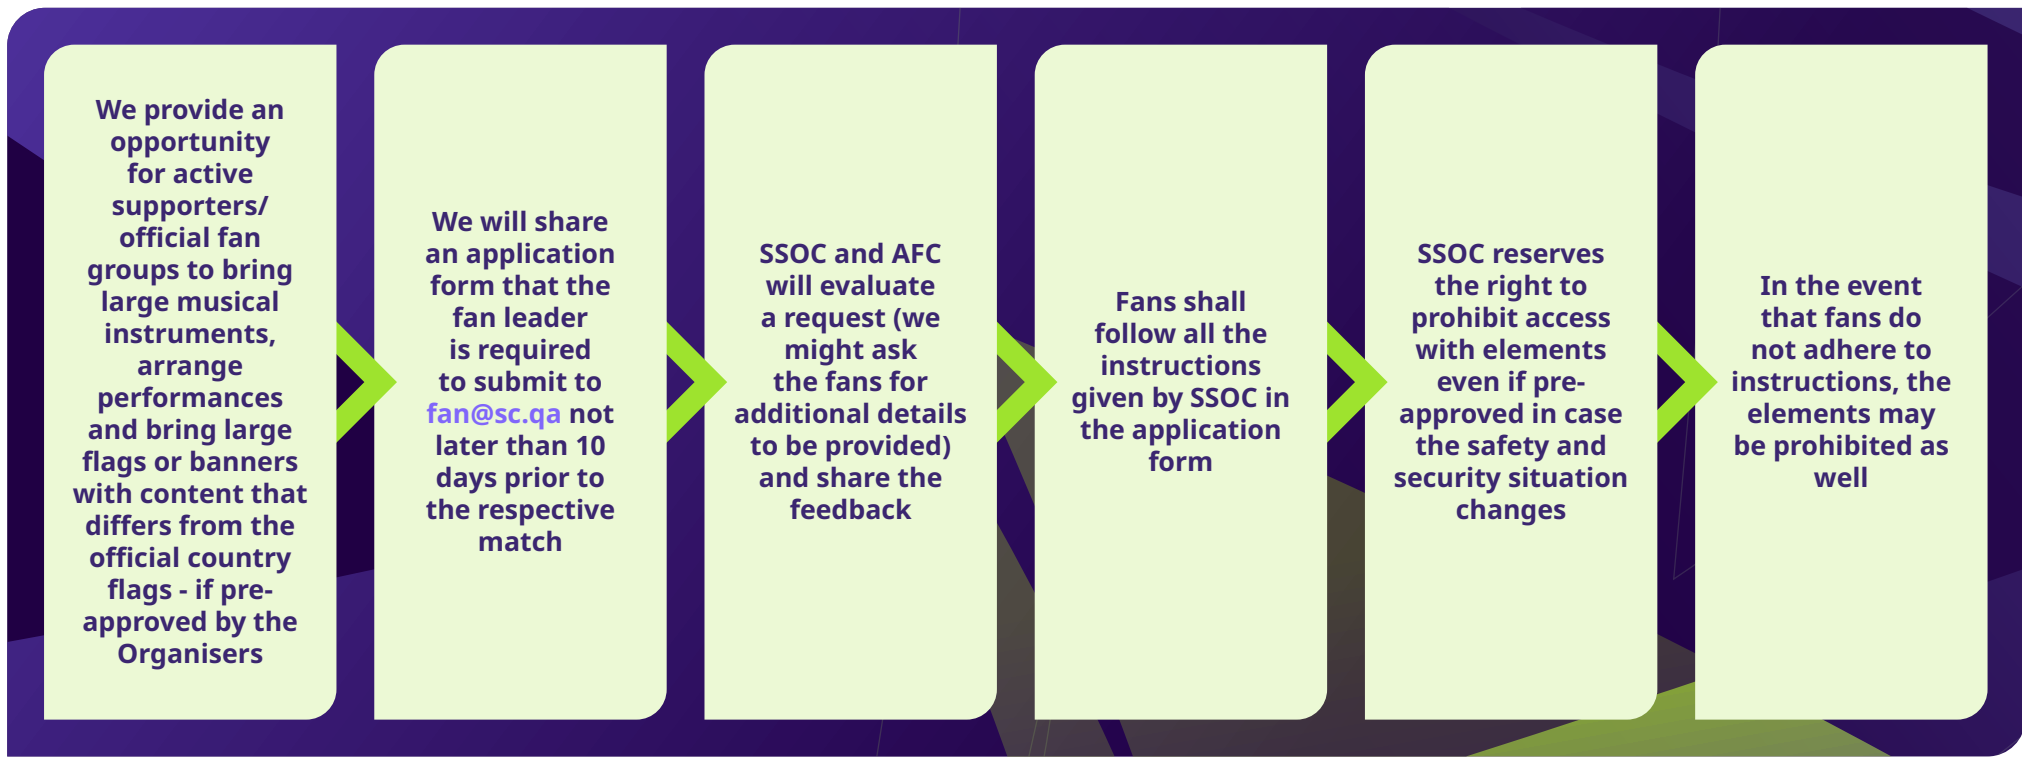 We provide an
opportunity
for active
supporters/
official fan
groups to bring
large musical
instruments,
arrange
performances
and bring large
flags or banners
with content that
differs from the
official country
flags - if pre-
approved by the
Organisers
We will share
an application
form that the
fan leader
is required
to submit to
fan@sc.qa not
later than 10
days prior to
the respective
match
SSOC and AFC
will evaluate
a request (we
might ask
the fans for
additional details
to be provided)
and share the
feedback
Fans shall
follow all the
instructions
given by SSOC in
the application
form
SSOC reserves
the right to
prohibit access
with elements
even if pre-
approved in case
the safety and
security situation
changes
In the event
that fans do
not adhere to
instructions, the
elements may
be prohibited as
well